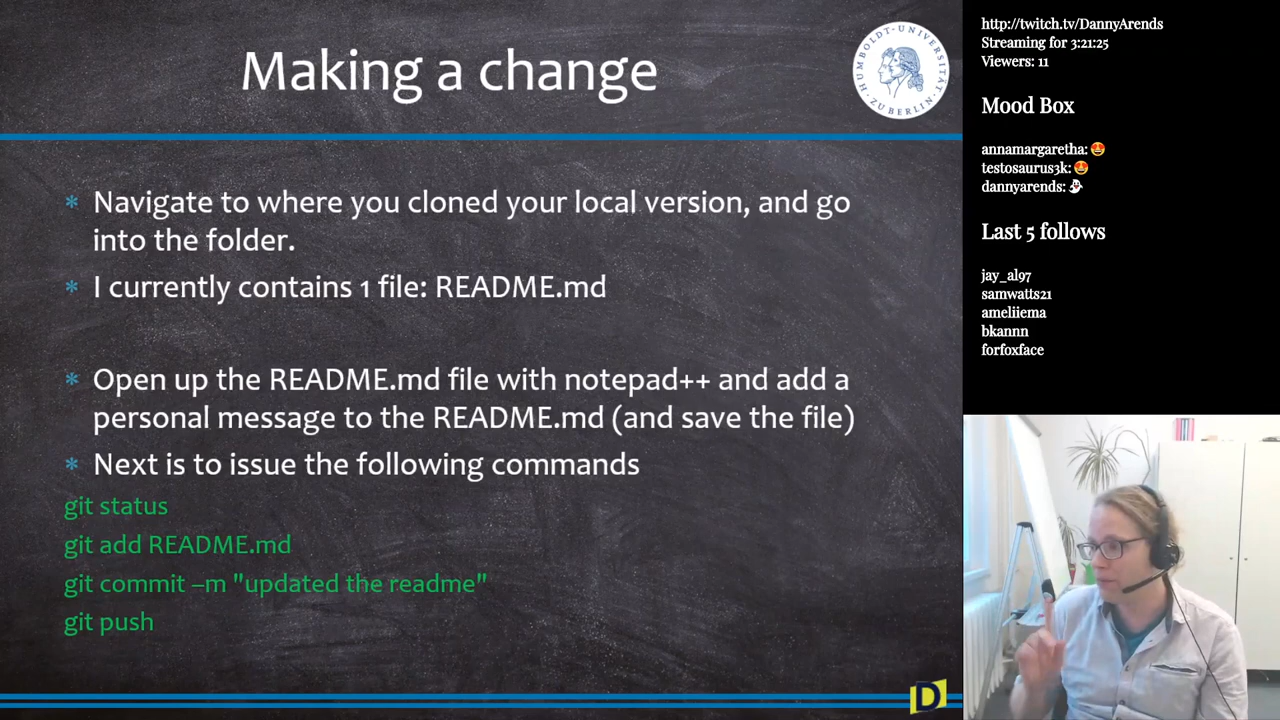 Making a change
HUMBOLDT-UNIVERSITÄT
ZU BERLIN
* Navigate to where you cloned your local version, and go
into the folder.
* I currently contains 1 file: README.md
* Open up the README.md file with notepad++ and add a
personal message to the README.md (and save the file)
* Next is to issue the following commands
git status
git add README.md
git commit –m "updated the readme"
git push
D
http://twitch.tv/DannyArends
Streaming for 3:21:25
Viewers: 11
Mood Box
annamargaretha: 🤩
testosaurus3k: 🤩
dannyarends: 👻
Last 5 follows
jay_al97
samwatts21
ameliiema
bkannn
forfoxface